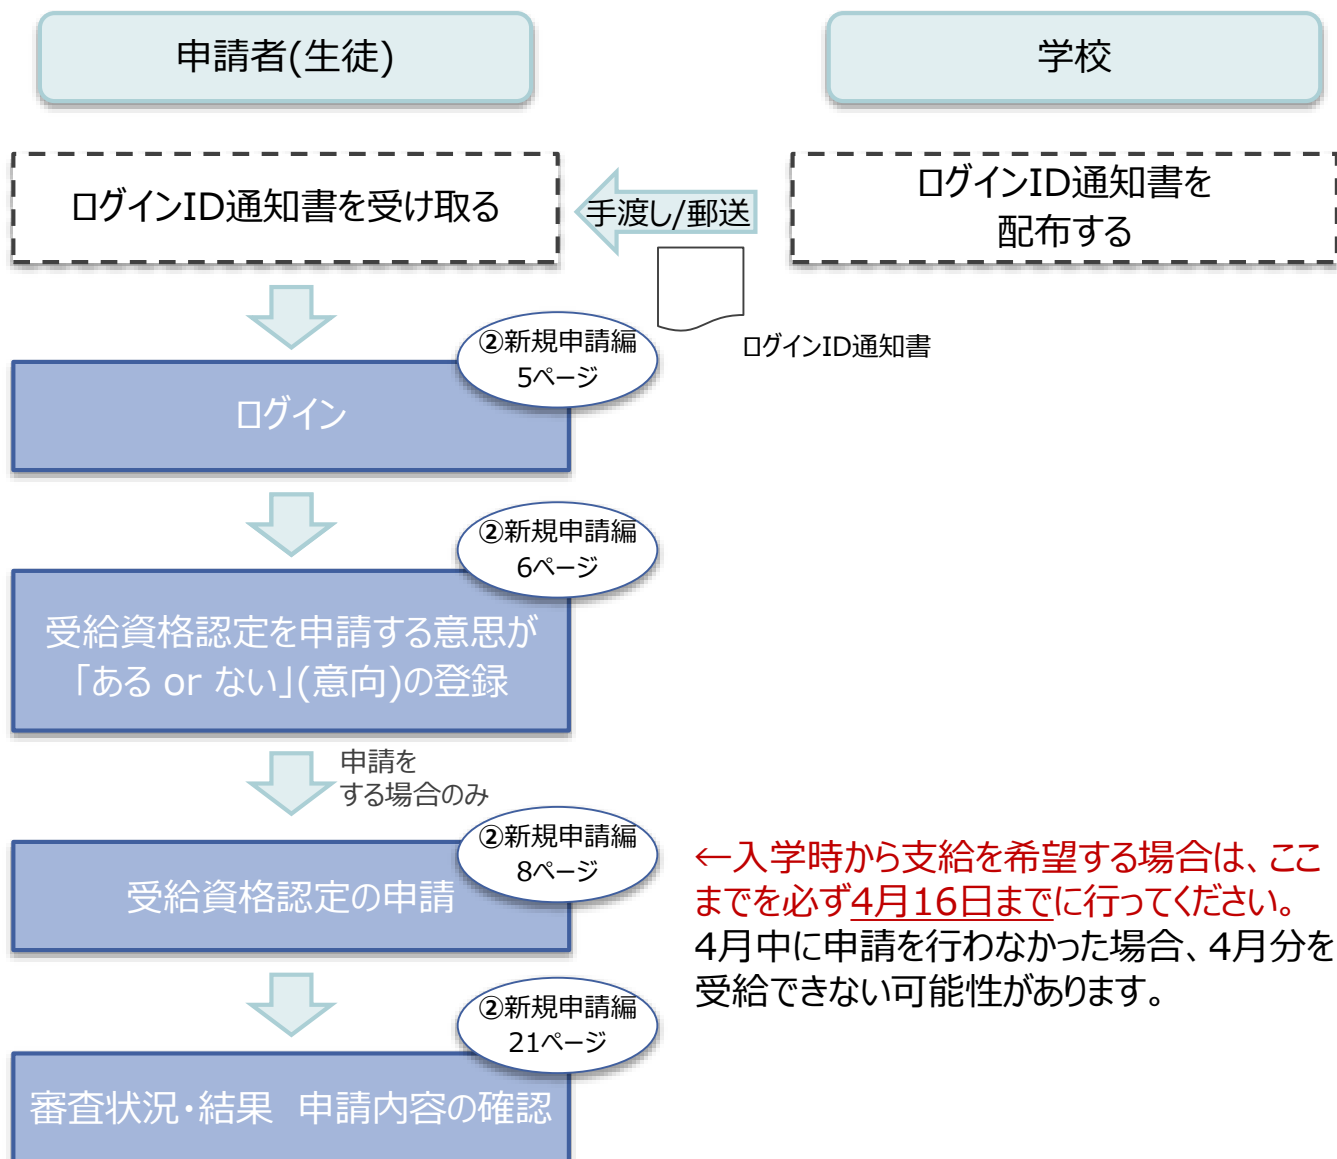 申請者(生徒)
学校
ログインID通知書を受け取る
手渡し/郵送
ログインID通知書を
配布する
ログインID通知書
②新規申請編
5ページ
ログイン
②新規申請編
6ページ
受給資格認定を申請する意思が
「ある or ない」(意向)の登録
申請を
する場合のみ
②新規申請編
8ページ
受給資格認定の申請
←入学時から支給を希望する場合は、ここ
までを必ず4月16日までに行ってください。
4月中に申請を行わなかった場合、4月分を
受給できない可能性があります。
②新規申請編
21ページ
審査状況・結果　申請内容の確認